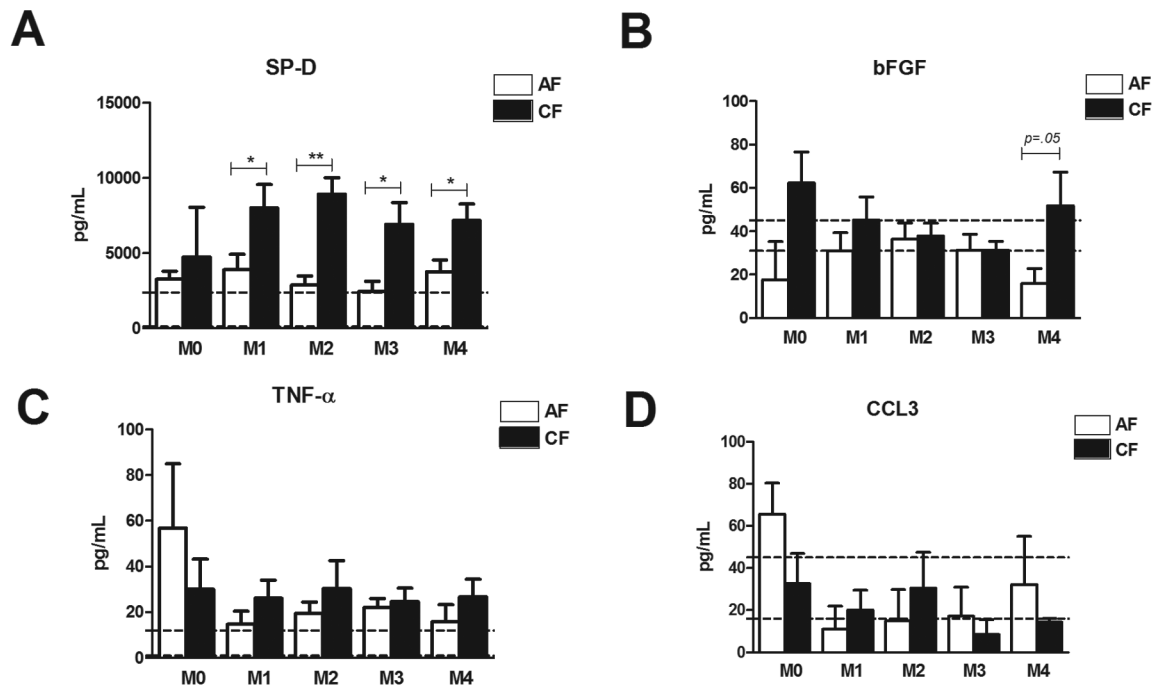 A
SP-D
AF
CF
15000
10000
5000
0
pg/mL
*
**
*
*
M0 M1 M2 M3 M4
B
bFGF
AF
CF
100
80
60
40
20
0
pg/mL
p=.05
M0 M1 M2 M3 M4
C
TNF-α
AF
CF
100
80
60
40
20
0
pg/mL
M0 M1 M2 M3 M4
D
CCL3
AF
CF
100
80
60
40
20
0
pg/mL
M0 M1 M2 M3 M4